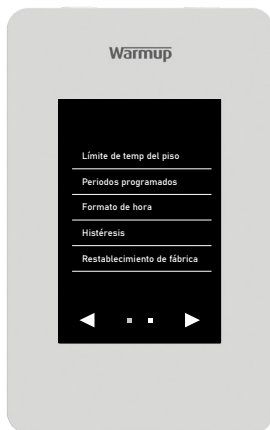 Warmup
Límite de temp del piso
Periodos programados
Formato de hora
Histéresis
Restablecimiento de fábrica